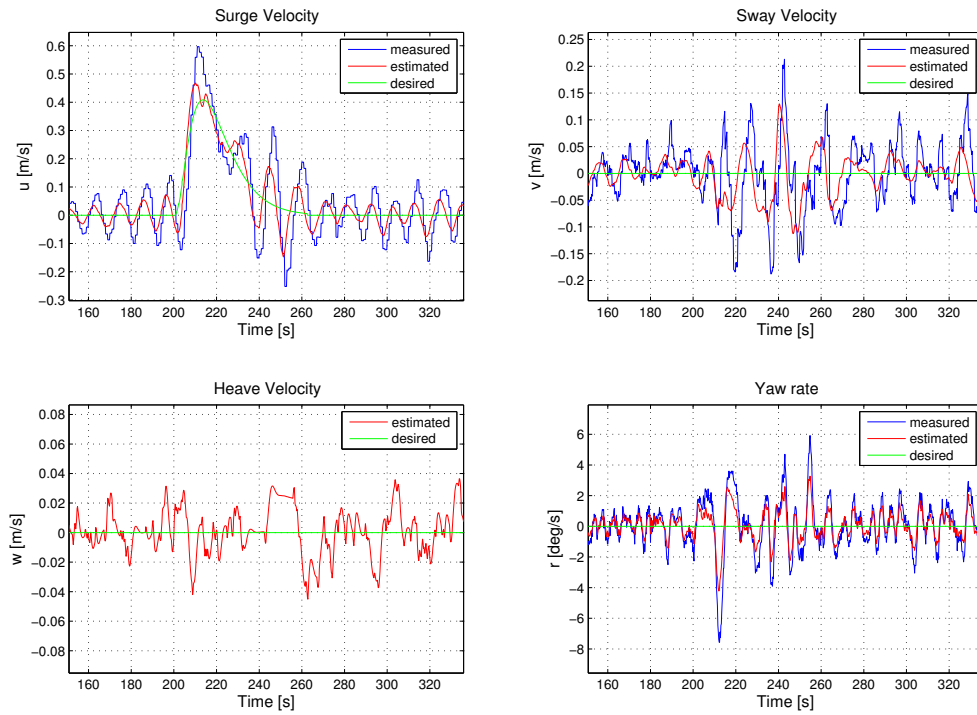 Surge Velocity
0.6
0.5
0.4
0.3
0.2
0.1
0
−0.1
−0.2
−0.3
u [m/s]
measured
estimated
desired
160 180 200 220 240 260 280 300 320
Time [s]
Sway Velocity
0.25
0.2
0.15
0.1
0.05
0
−0.05
−0.1
−0.15
−0.2
v [m/s]
measured
estimated
desired
160 180 200 220 240 260 280 300 320
Time [s]
Heave Velocity
0.08
0.06
0.04
0.02
0
−0.02
−0.04
−0.06
−0.08
w [m/s]
estimated
desired
160 180 200 220 240 260 280 300 320
Time [s]
Yaw rate
6
4
2
0
−2
−4
−6
−8
r [deg/s]
measured
estimated
desired
160 180 200 220 240 260 280 300 320
Time [s]